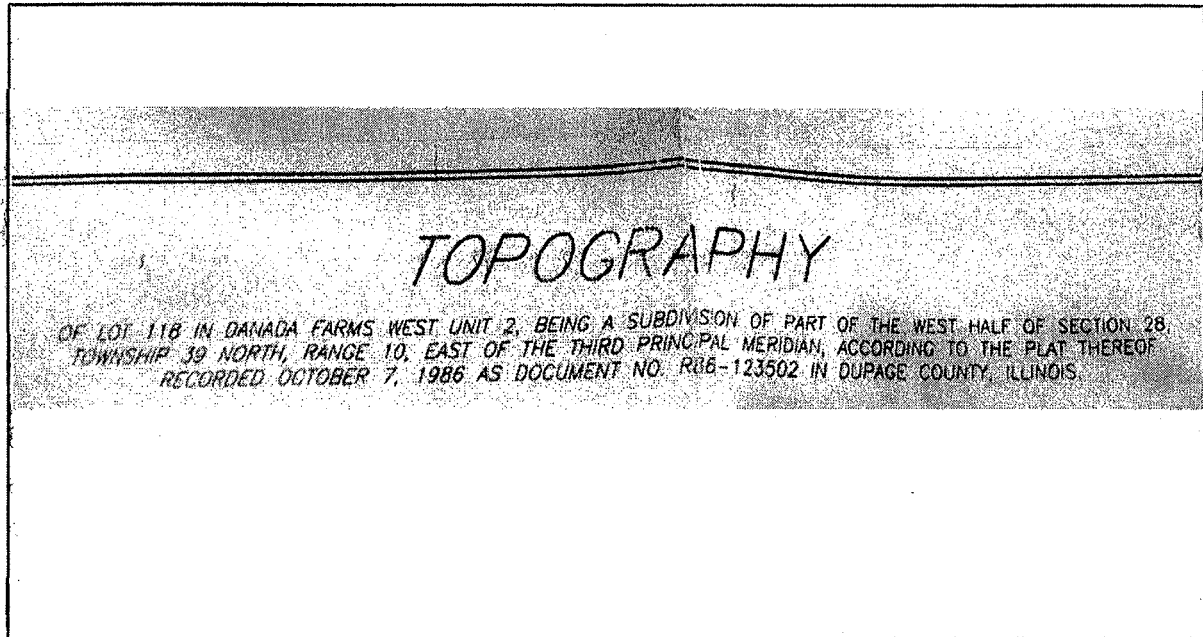 TOPOGRAPHY
OF LOT 118 IN DANADA FARMS WEST UNIT 2, BEING A SUBDIVISION OF PART OF THE WEST HALF OF SECTION 28,
TOWNSHIP 39 NORTH, RANGE 10, EAST OF THE THIRD PRINCIPAL MERIDIAN, ACCORDING TO THE PLAT THEREOF
RECORDED OCTOBER 7, 1986 AS DOCUMENT NO. R86-123502 IN DUPAGE COUNTY, ILLINOIS.